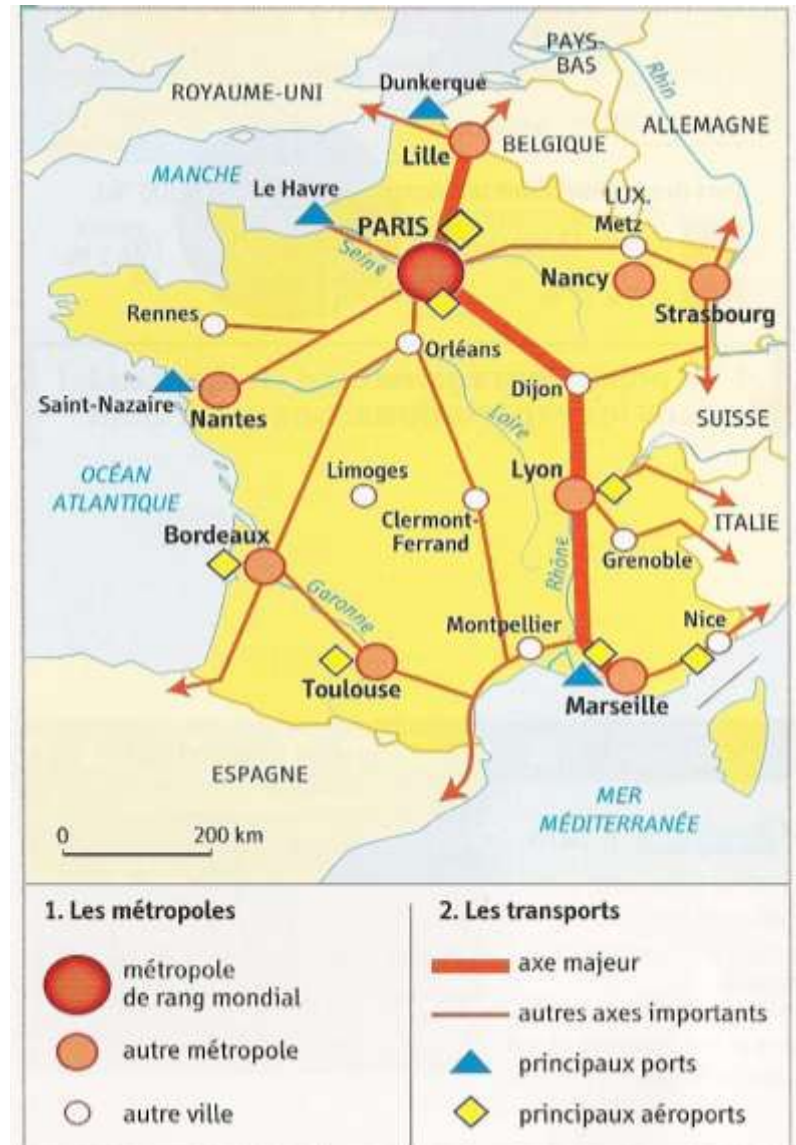 PAYS-
BAS
Rhin
Dunkerque
ROYAUME-UNI
ALLEMAGNE
Lille
BELGIQUE
MANCHE
Le Havre
LUX.
PARIS
Metz
Seine
Nancy
Strasbourg
Rennes
Orléans
Saint-Nazaire
Nantes
Dijon
Loire
SUISSE
OCÉAN
ATLANTIQUE
Limoges
Lyon
Clermont-
Ferrand
ITALIE
Bordeaux
Grenoble
Rhône
Garonne
Montpellier
Nice
Toulouse
Marseille
ESPAGNE
MER
MÉDITERRANÉE
0 200 km
1. Les métropoles
métropole
de rang mondial
autre métropole
autre ville
2. Les transports
axe majeur
autres axes importants
principaux ports
principaux aéroports